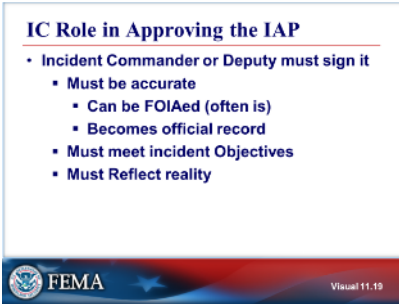 IC Role in Approving the IAP
• Incident Commander or Deputy must sign it
▪ Must be accurate
▪ Can be FOIAed (often is)
▪ Becomes official record
▪ Must meet incident Objectives
▪ Must Reflect reality
FEMA
Visual 11.19